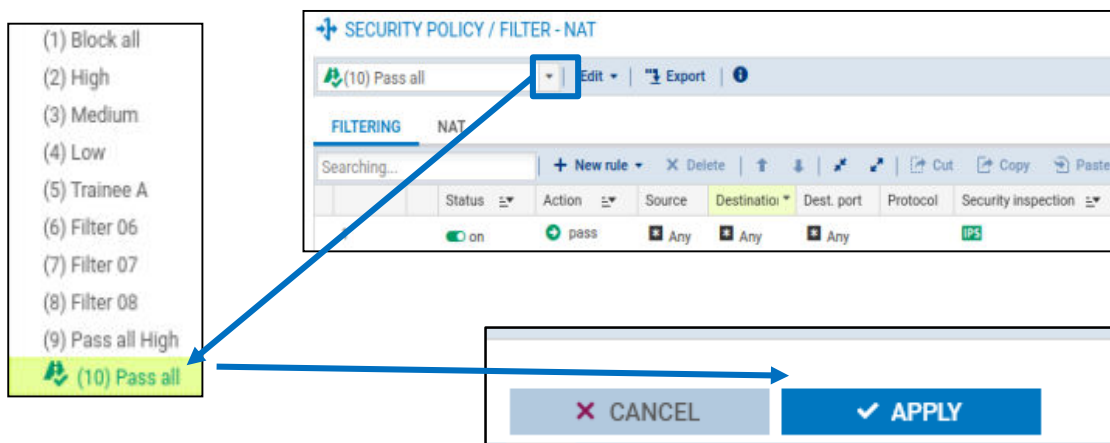 (1) Block all
(2) High
(3) Medium
(4) Low
(5) Trainee A
(6) Filter 06
(7) Filter 07
(8) Filter 08
(9) Pass all High
(10) Pass all
SECURITY POLICY / FILTER - NAT
(10) Pass all Edit Export
FILTERING NAT
Searching... New rule Delete Cut Copy Paste
Status Action Source Destination Dest. port Protocol Security inspection
on pass Any Any Any IPS
CANCEL APPLY